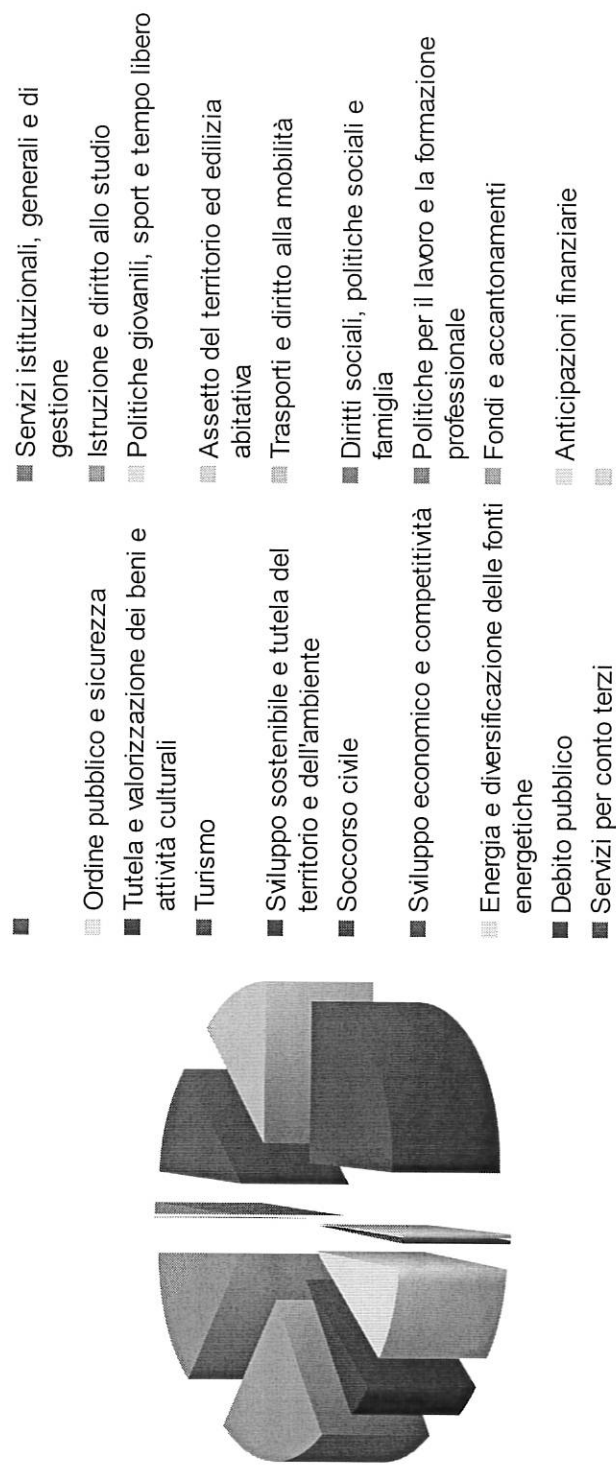 Servizi istituzionali, generali e di
gestione
Ordine pubblico e sicurezza
Istruzione e diritto allo studio
Tutela e valorizzazione dei beni e
attività culturali
Politiche giovanili, sport e tempo libero
Turismo
Assetto del territorio ed edilizia
abitativa
Sviluppo sostenibile e tutela del
territorio e dell'ambiente
Trasporti e diritto alla mobilità
Soccorso civile
Diritti sociali, politiche sociali e
famiglia
Sviluppo economico e competitività
Politiche per il lavoro e la formazione
professionale
Energia e diversificazione delle fonti
energetiche
Fondi e accantonamenti
Debito pubblico
Anticipazioni finanziarie
Servizi per conto terzi